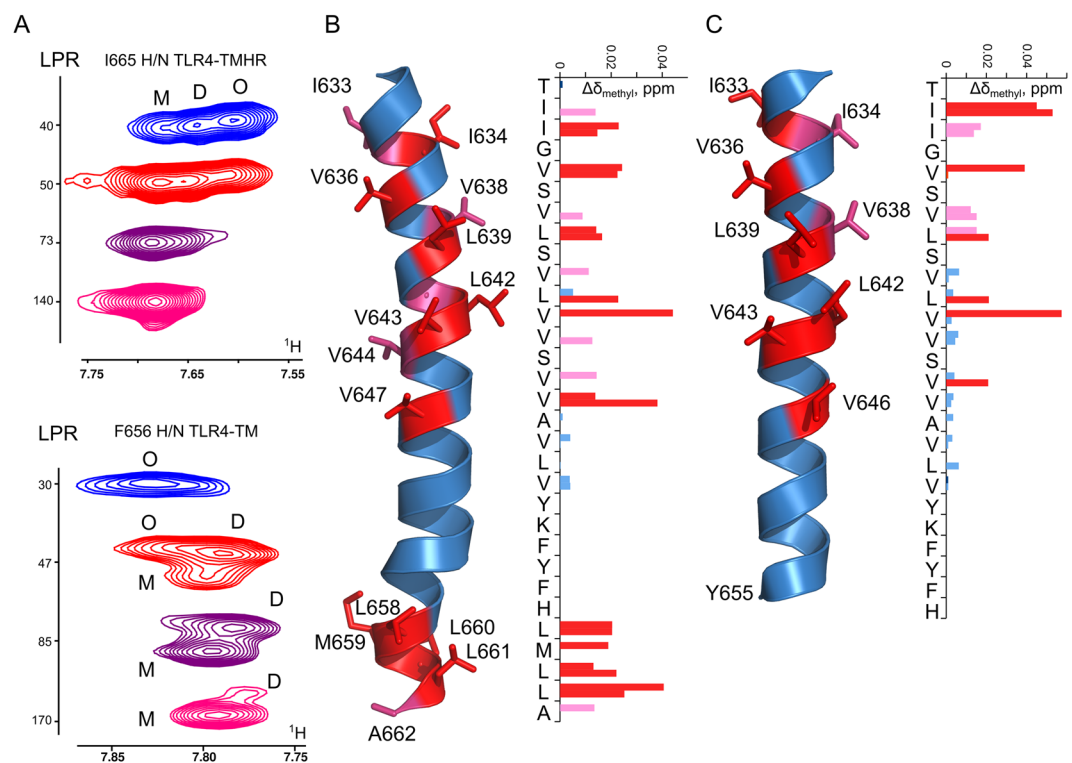 A
LPR
I665 H/N TLR4-TMHR
M D O
40
50
73
140
¹H
7.75 7.65 7.55
LPR
F656 H/N TLR4-TM
O
30
O D
47
M
D
85
M
D
M
170
¹H
7.85 7.80 7.75
B
I633
I634
V636
V638
L639
L642
V643
V644
V647
L658
M659
L660
L661
A662
0 0.02 0.04
Δδmethyl, ppm
T
I
I
G
V
S
V
L
S
V
L
V
V
S
V
V
A
V
L
V
Y
K
F
Y
F
H
L
M
L
L
A
C
I633
I634
V636
V638
L639
L642
V643
V646
Y655
0 0.02 0.04
Δδmethyl, ppm
T
I
I
G
V
S
V
L
S
V
L
V
V
S
V
V
A
V
L
V
Y
K
F
Y
F
H